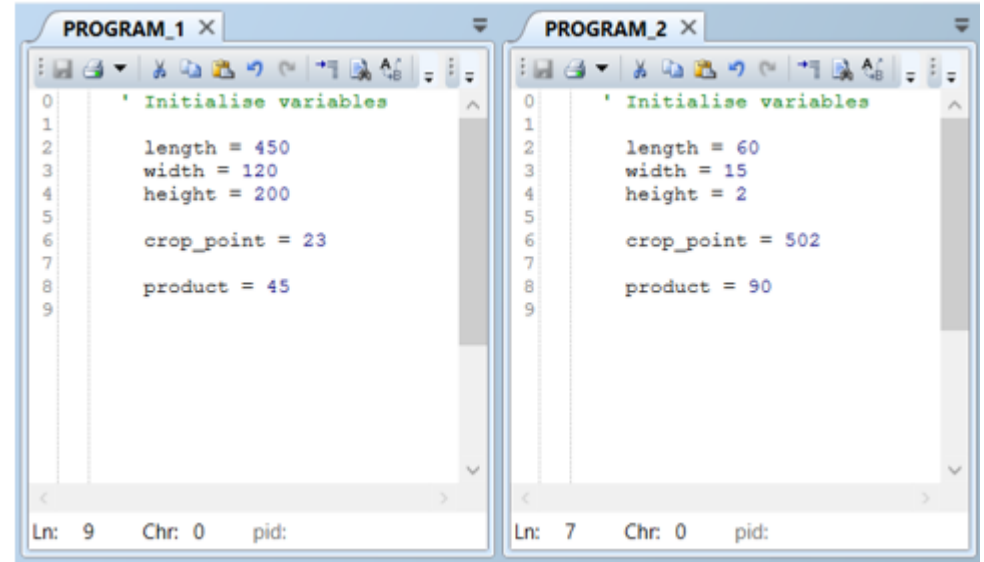 PROGRAM_1
0 ' Initialise variables
1
2 length = 450
3 width = 120
4 height = 200
5
6 crop_point = 23
7
8 product = 45
9
Ln: 9 Chr: 0 pid:
PROGRAM_2
0 ' Initialise variables
1
2 length = 60
3 width = 15
4 height = 2
5
6 crop_point = 502
7
8 product = 90
9
Ln: 7 Chr: 0 pid: